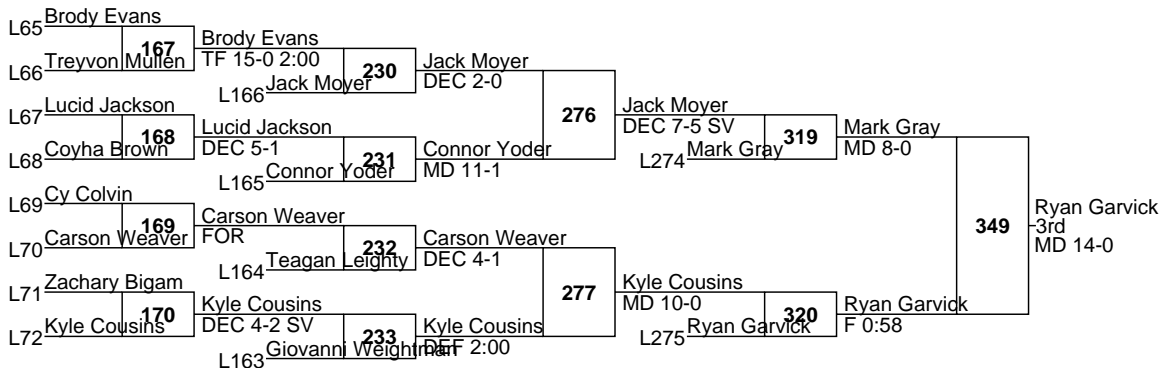 L65 Brody Evans
167
L66 Treyvon Mullen
Brody Evans
TF 15-0 2:00
230
L166 Jack Moyer
Jack Moyer
DEC 2-0
L67 Lucid Jackson
168
L68 Coyha Brown
Lucid Jackson
DEC 5-1
231
L165 Connor Yoder
Connor Yoder
MD 11-1
276
Jack Moyer
DEC 7-5 SV
319
L274 Mark Gray
Mark Gray
MD 8-0
L69 Cy Colvin
169
L70 Carson Weaver
Carson Weaver
FOR
232
L164 Teagan Leighty
Carson Weaver
DEC 4-1
L71 Zachary Bigam
170
L72 Kyle Cousins
Kyle Cousins
DEC 4-2 SV
233
L163 Giovanni Weightman
Kyle Cousins
DEF 2:00
277
Kyle Cousins
MD 10-0
320
L275 Ryan Garvick
Ryan Garvick
F 0:58
349
Ryan Garvick
3rd
MD 14-0